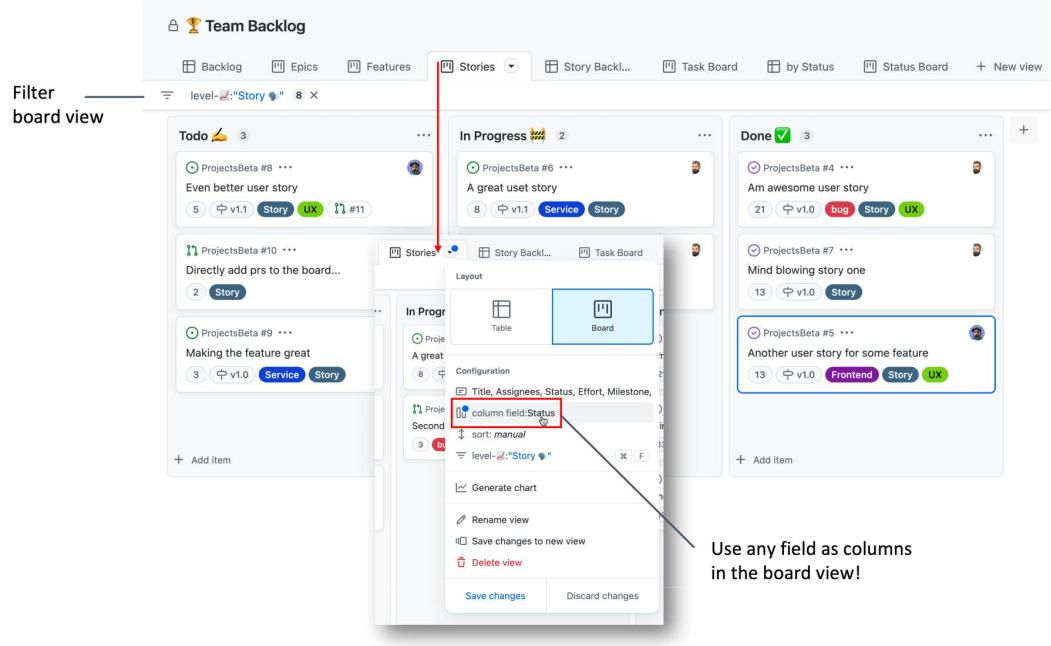 🏆 Team Backlog
Backlog Epics Features Stories Story Backl... Task Board by Status Status Board + New view
Filter
board view
level-📈:"Story 🗣️" 8 ×
Todo ✍️ 3 ···
ProjectsBeta #8 ···
Even better user story
5 v1.1 Story UX #11
ProjectsBeta #10 ···
Directly add prs to the board...
2 Story
ProjectsBeta #9 ···
Making the feature great
3 v1.0 Service Story
+ Add item
In Progress 🚧 2 ···
ProjectsBeta #6 ···
A great uset story
8 v1.1 Service Story
Done ✅ 3 ···
ProjectsBeta #4 ···
Am awesome user story
21 v1.0 bug Story UX
ProjectsBeta #7 ···
Mind blowing story one
13 v1.0 Story
ProjectsBeta #5 ···
Another user story for some feature
13 v1.0 Frontend Story UX
+ Add item
+
Stories Story Backl... Task Board
In Progr
Proje
A great
8
Proje
Second
3 bu
Layout
Table Board
Configuration
Title, Assignees, Status, Effort, Milestone,
column field:Status
sort: manual
level-📈:"Story 🗣️" ⌘ F
Generate chart
Rename view
Save changes to new view
Delete view
Save changes Discard changes
Use any field as columns
in the board view!